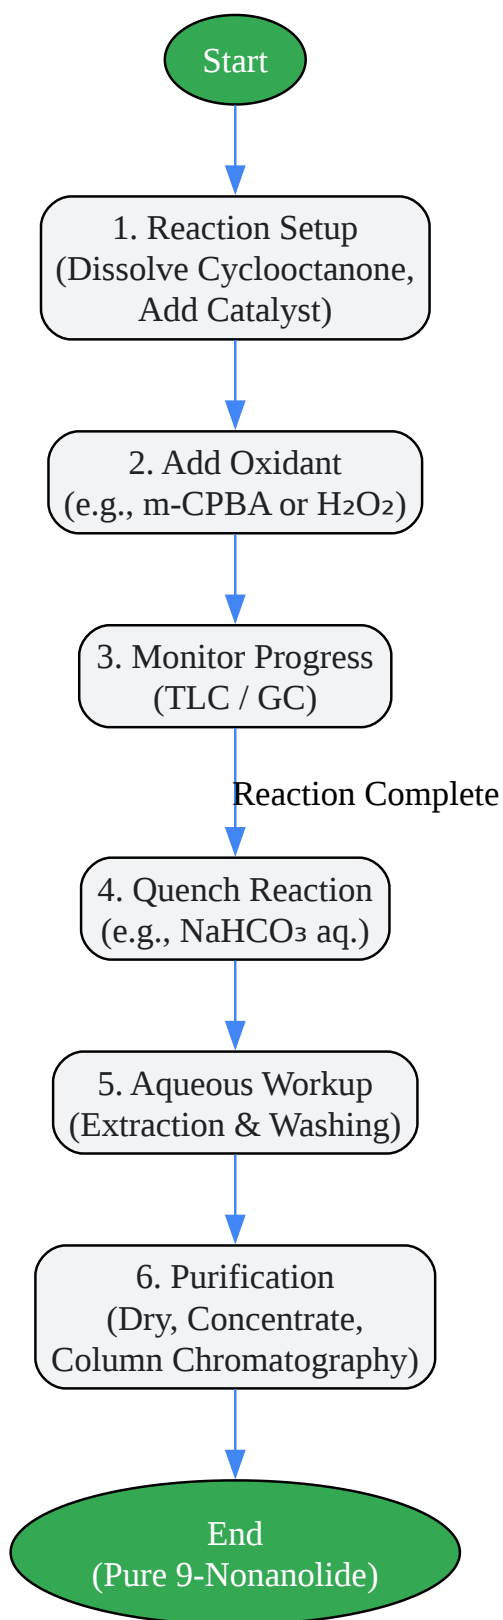 Start
1. Reaction Setup
(Dissolve Cyclooctanone,
Add Catalyst)
2. Add Oxidant
(e.g., m-CPBA or H₂O₂)
3. Monitor Progress
(TLC / GC)
Reaction Complete
4. Quench Reaction
(e.g., NaHCO₃ aq.)
5. Aqueous Workup
(Extraction & Washing)
6. Purification
(Dry, Concentrate,
Column Chromatography)
End
(Pure 9-Nonanolide)